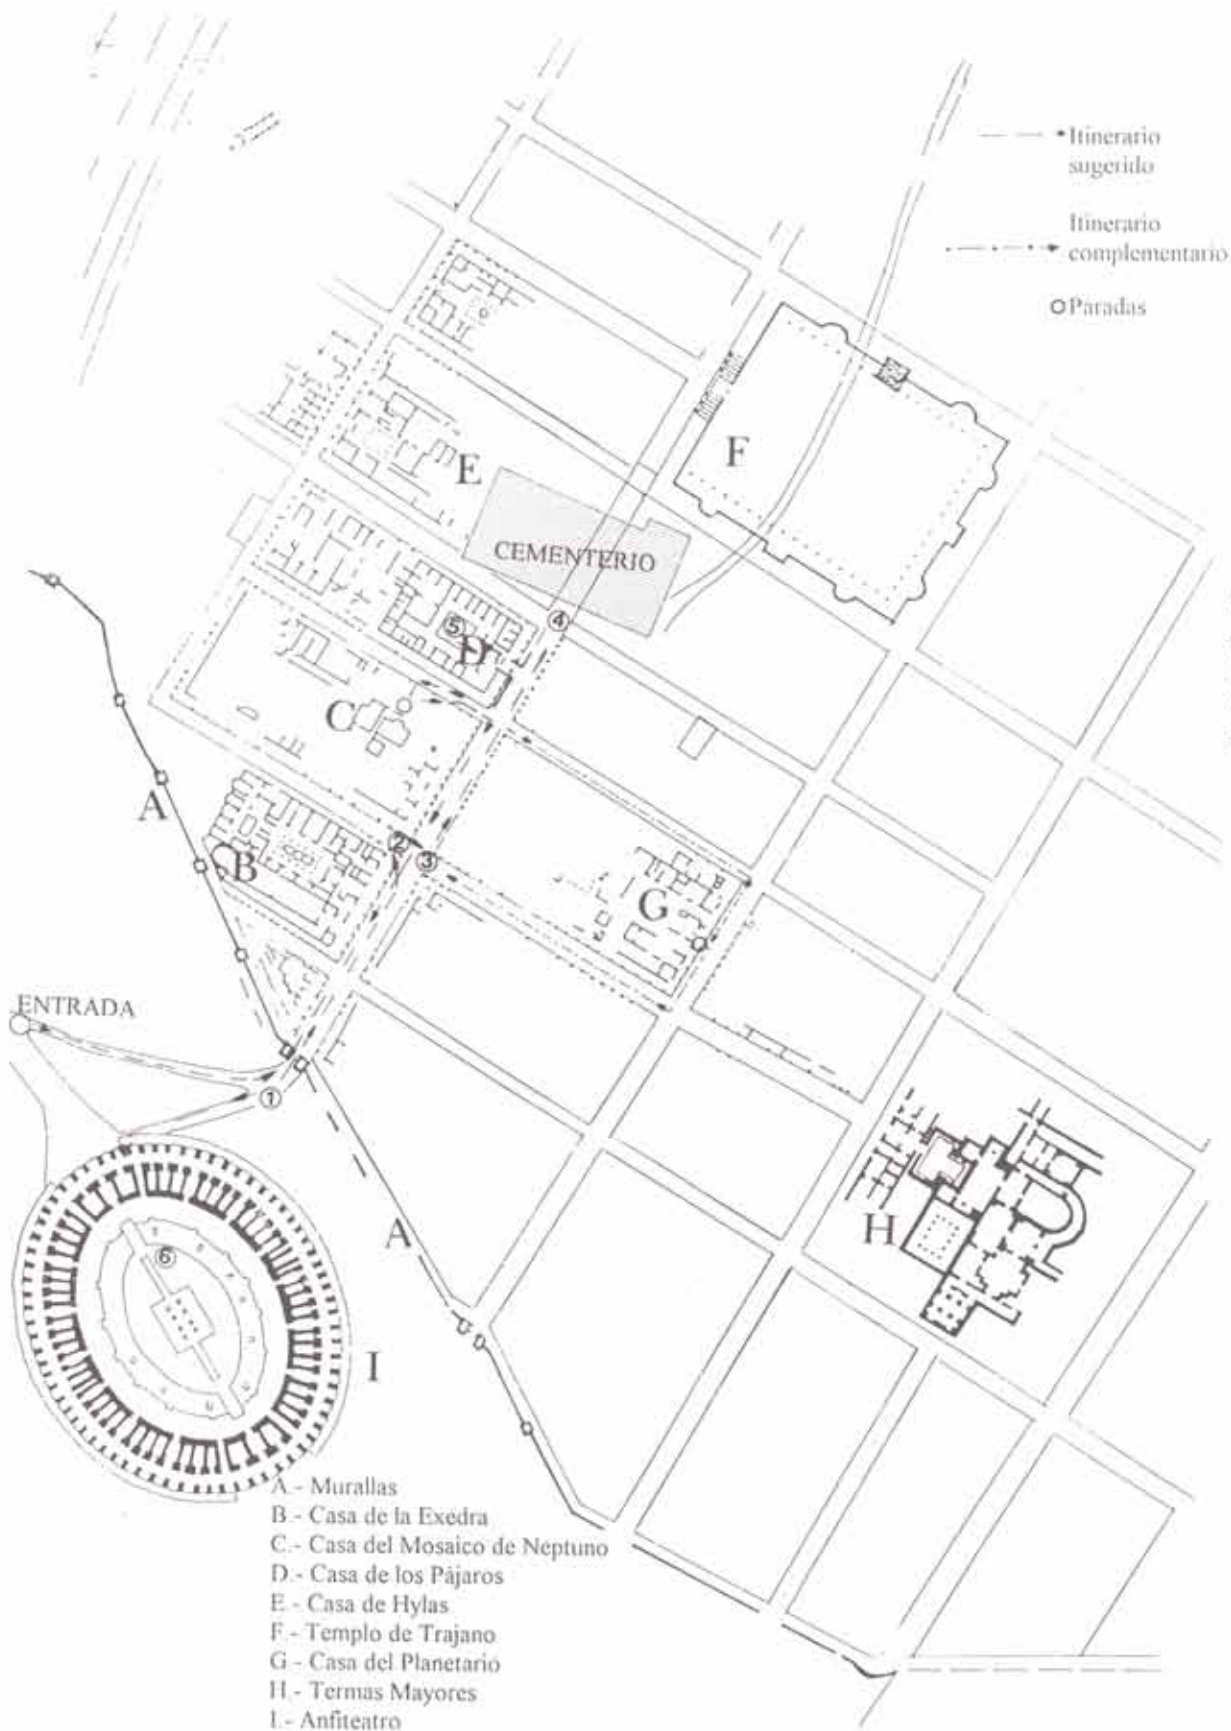 Itinerario
sugerido
Itinerario
complementario
Paradas
F
E
CEMENTERIO
4
5
D
C
A
2
3
B
G
ENTRADA
1
H
A
6
I
A.- Murallas
B.- Casa de la Exedra
C.- Casa del Mosaico de Neptuno
D.- Casa de los Pájaros
E.- Casa de Hylas
F.- Templo de Trajano
G.- Casa del Planetario
H.- Termas Mayores
I.- Anfiteatro